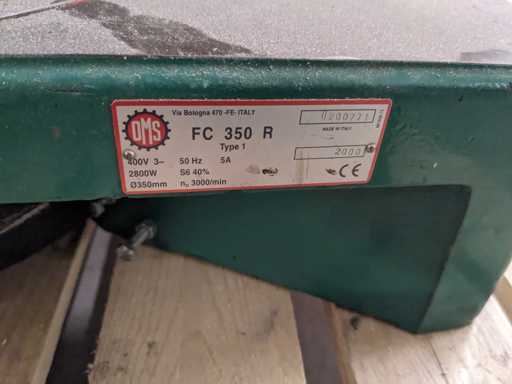 DMS
Via Bologna 470 -FE- ITALY
FC 350 R
Type 1
MADE IN ITALY
2000
400V 3~ 50 Hz 5A
2800W S6 40%
Ø350mm n₀ 3000/min
CE